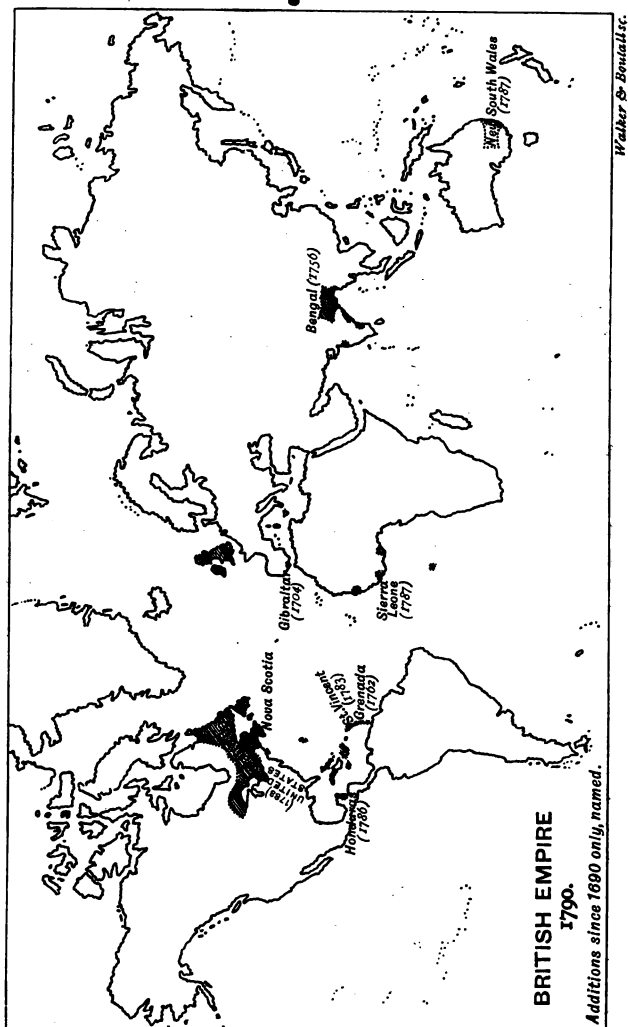 BRITISH EMPIRE
1790.
Additions since 1690 only, named.
Nova Scotia
(1788)
UNITED
STATES
Honduras
(1786)
St. Vincent
(1783)
Grenada
(1762)
Gibraltar
(1704)
Sierra
Leone
(1787)
Bengal (1756)
New South Wales
(1787)
Walker & Boutall sc.